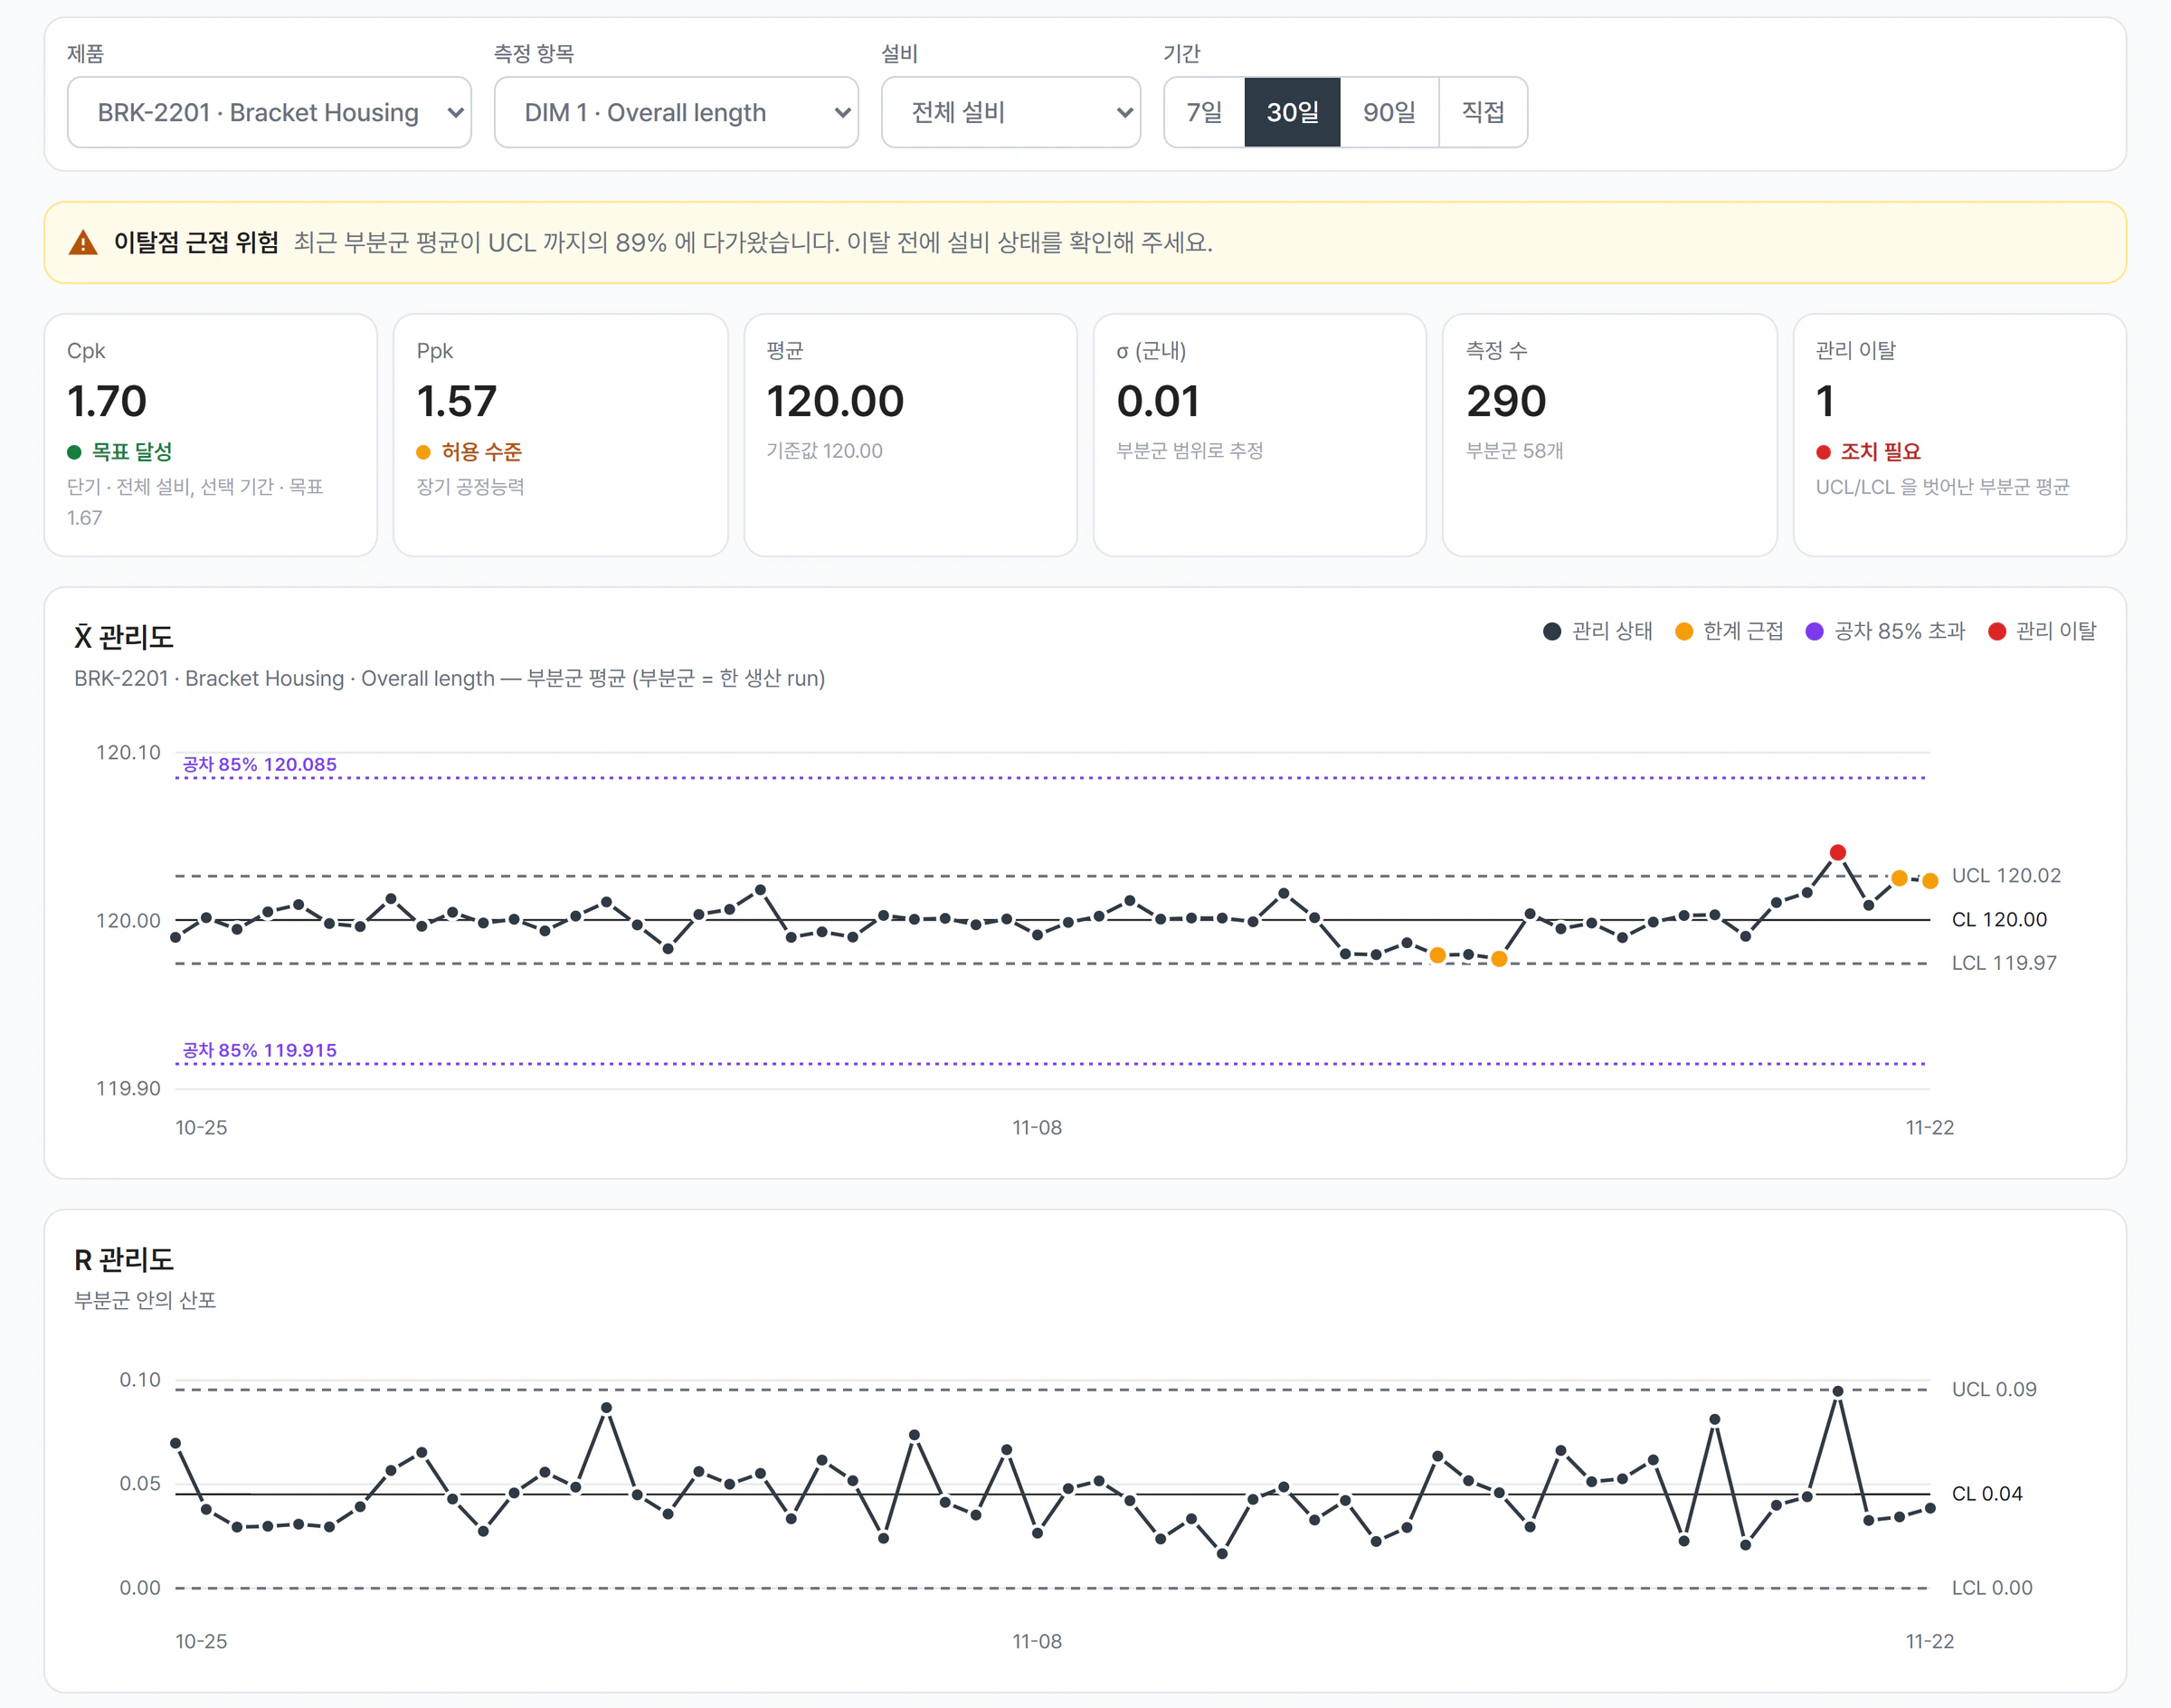 제품
측정 항목
설비
기간
BRK-2201 · Bracket Housing
DIM 1 · Overall length
전체 설비
7일
30일
90일
직접
이탈점 근접 위험 최근 부분군 평균이 UCL 까지의 89% 에 다가왔습니다. 이탈 전에 설비 상태를 확인해 주세요.
Cpk
1.70
목표 달성
단기 · 전체 설비, 선택 기간 · 목표
1.67
Ppk
1.57
허용 수준
장기 공정능력
평균
120.00
기준값 120.00
σ (군내)
0.01
부분군 범위로 추정
측정 수
290
부분군 58개
관리 이탈
1
조치 필요
UCL/LCL 을 벗어난 부분군 평균
X̄ 관리도
관리 상태
한계 근접
공차 85% 초과
관리 이탈
BRK-2201 · Bracket Housing · Overall length — 부분군 평균 (부분군 = 한 생산 run)
120.10
공차 85% 120.085
UCL 120.02
120.00
CL 120.00
LCL 119.97
공차 85% 119.915
119.90
10-25
11-08
11-22
R 관리도
부분군 안의 산포
0.10
UCL 0.09
0.05
CL 0.04
0.00
LCL 0.00
10-25
11-08
11-22